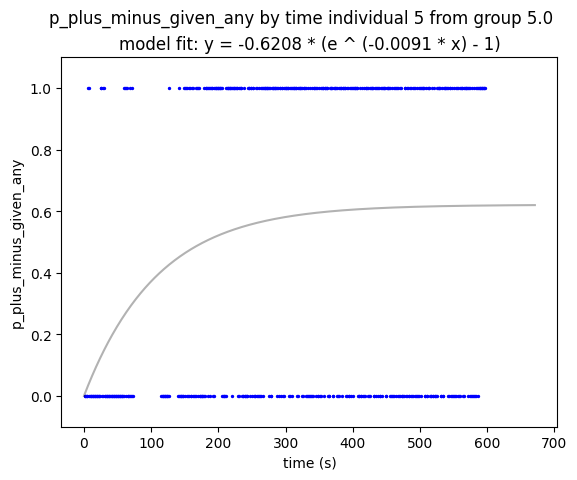 p_plus_minus_given_any by time individual 5 from group 5.0
model fit: y = -0.6208 * (e ^ (-0.0091 * x) - 1)
1.0
0.8
0.6
0.4
0.2
0.0
p_plus_minus_given_any
0 100 200 300 400 500 600 700
time (s)